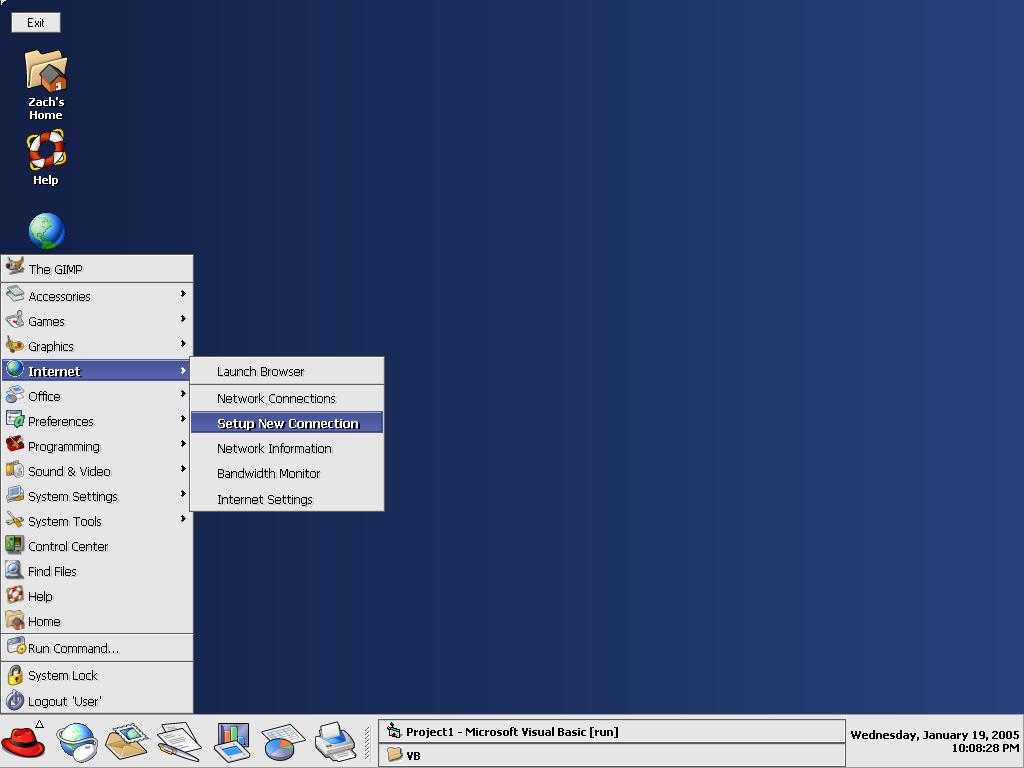 Exit
Zach's
Home
Help
The GIMP
Accessories
Games
Graphics
Internet
Office
Preferences
Programming
Sound & Video
System Settings
System Tools
Control Center
Find Files
Help
Home
Run Command...
System Lock
Logout 'User'
Launch Browser
Network Connections
Setup New Connection
Network Information
Bandwidth Monitor
Internet Settings
Project1 - Microsoft Visual Basic [run]
VB
Wednesday, January 19, 2005
10:08:28 PM